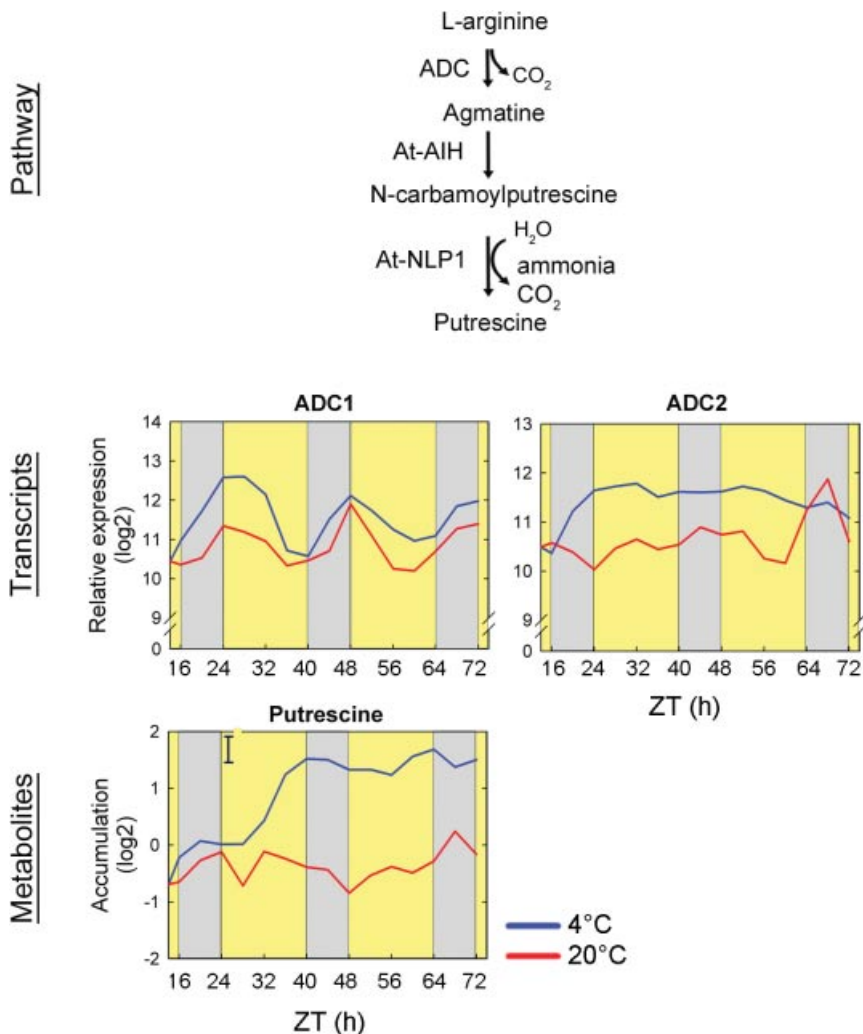 Pathway
L-arginine
ADC
CO2
Agmatine
At-AIH
N-carbamoylputrescine
H2O
At-NLP1
ammonia
CO2
Putrescine
Transcripts
ADC1
Relative expression
(log2)
14
13
12
11
10
9
0
16 24 32 40 48 56 64 72
ADC2
13
12
11
10
9
0
16 24 32 40 48 56 64 72
ZT (h)
Metabolites
Putrescine
Accumulation
(log2)
2
1
0
-1
-2
16 24 32 40 48 56 64 72
ZT (h)
4°C
20°C